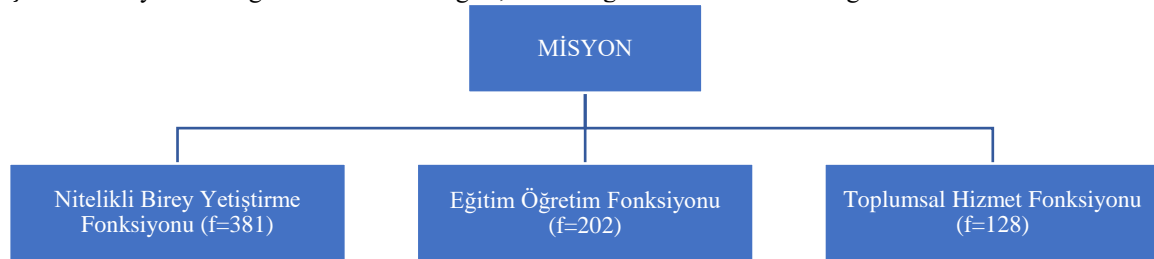 MİSYON
Nitelikli Birey Yetiştirme
Fonksiyonu (f=381)
Eğitim Öğretim Fonksiyonu
(f=202)
Toplumsal Hizmet Fonksiyonu
(f=128)